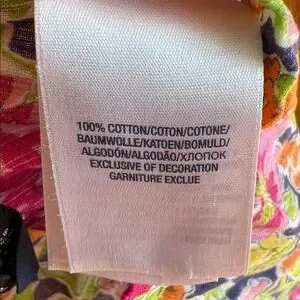 100% COTTON/COTON/COTONE/
BAUMWOLLE/KATOEN/BOMULD/
ALGODÓN/ALGODÃO/ХЛОПОК
EXCLUSIVE OF DECORATION
GARNITURE EXCLUE